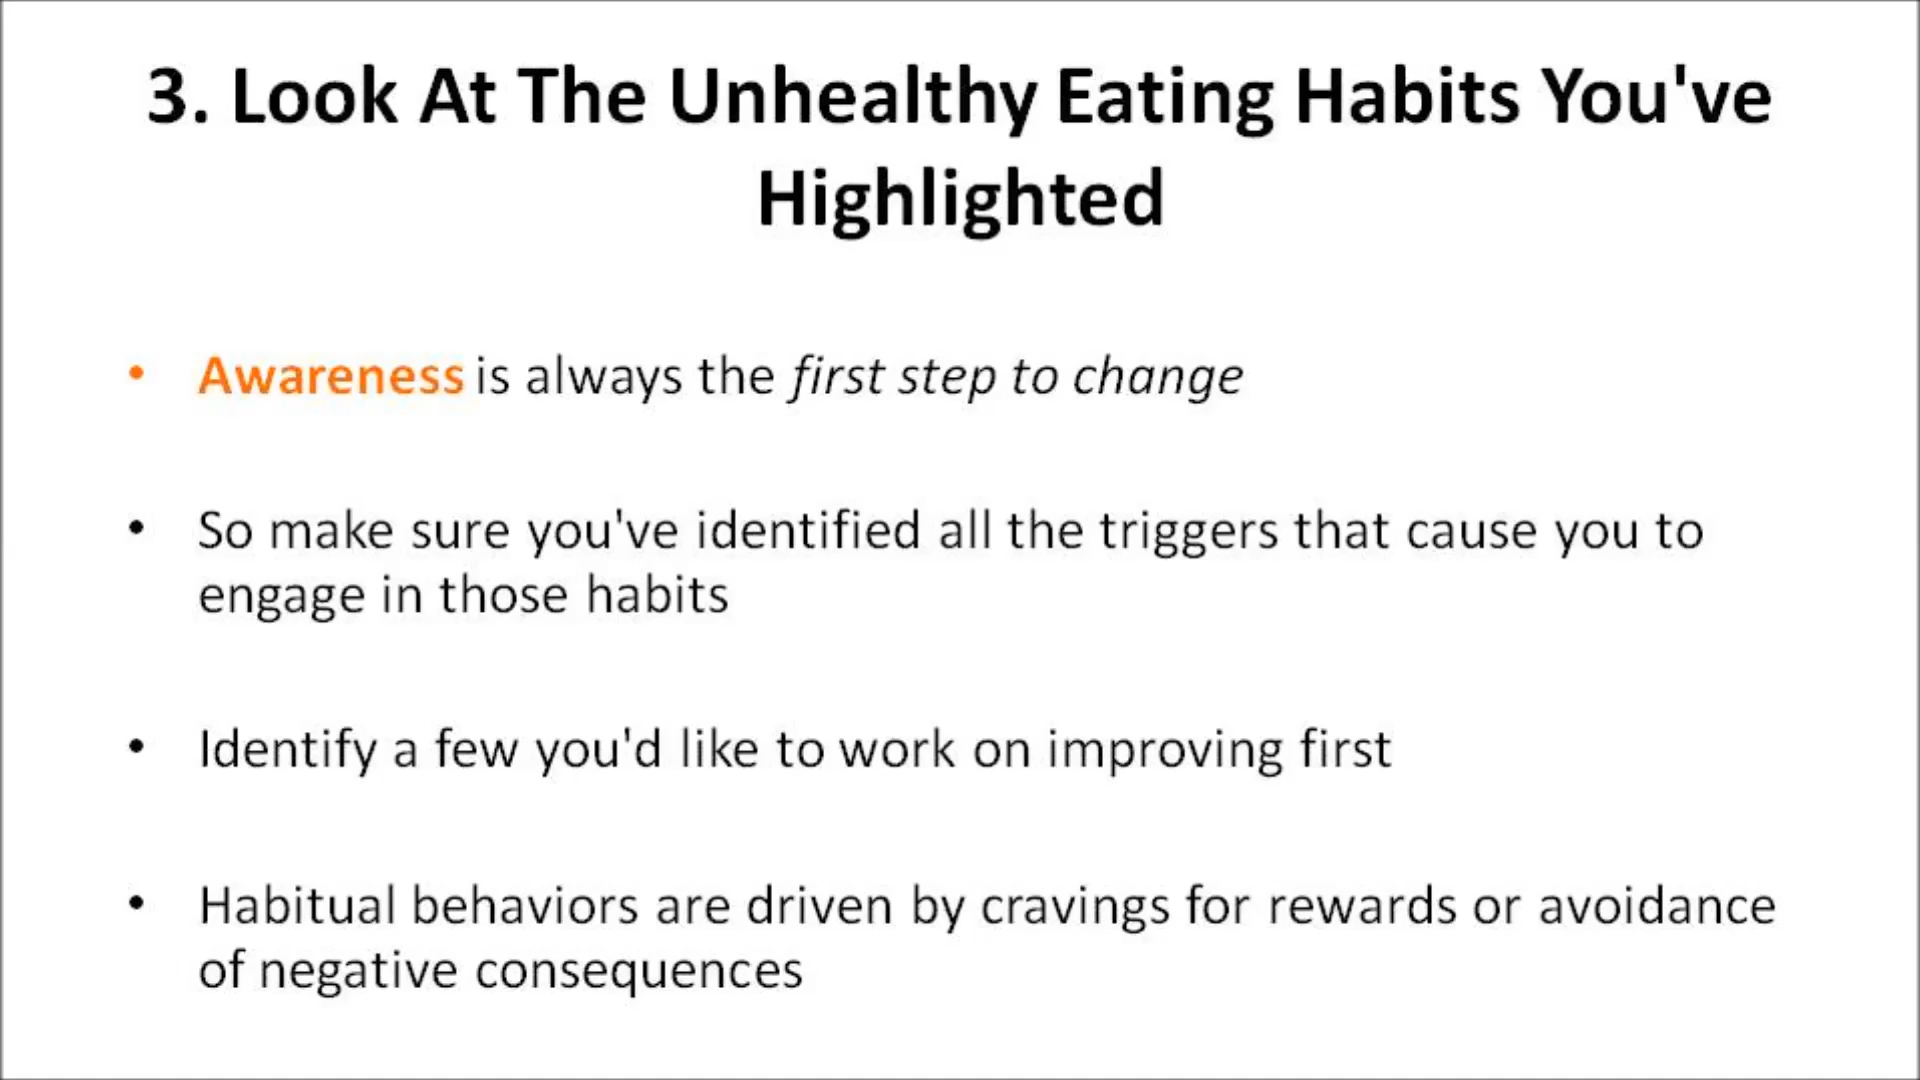 3. Look At The Unhealthy Eating Habits You've
Highlighted
• Awareness is always the first step to change
• So make sure you've identified all the triggers that cause you to
engage in those habits
• Identify a few you'd like to work on improving first
• Habitual behaviors are driven by cravings for rewards or avoidance
of negative consequences